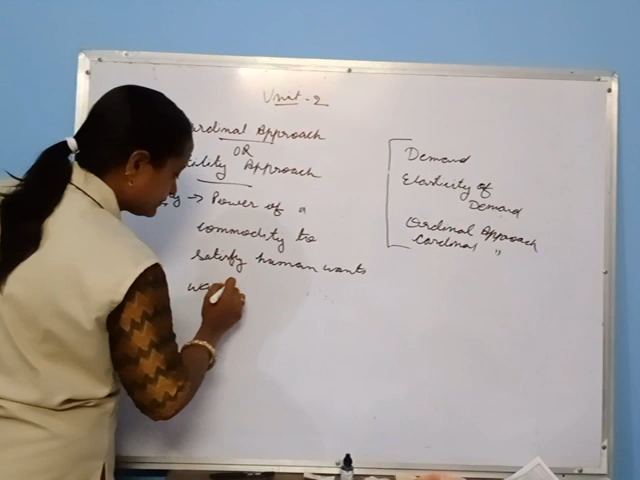 Unit-2
ardinal Approach
OR
tility Approach
y → Power of a
commodity to
satisfy human wants
Demand
Elasticity of
Demand
Ordinal Approach
Cardinal "